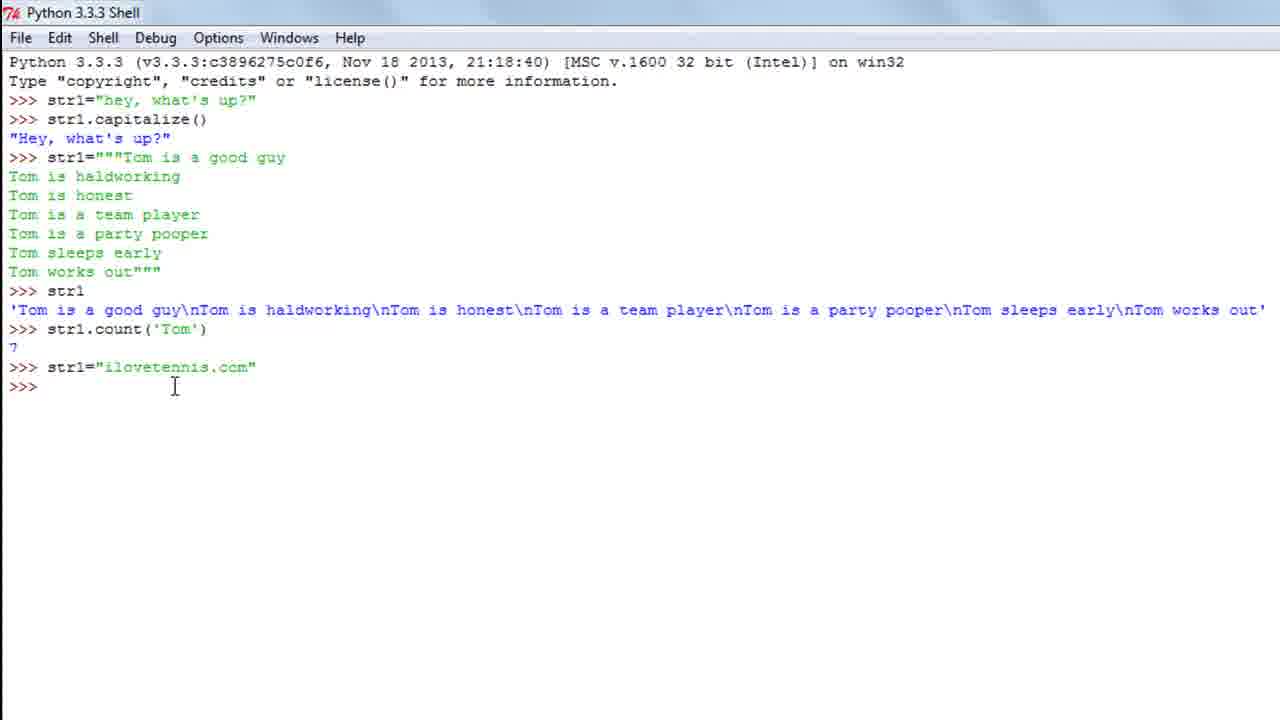 Python 3.3.3 Shell
File Edit Shell Debug Options Windows Help
Python 3.3.3 (v3.3.3:c3896275c0f6, Nov 18 2013, 21:18:40) [MSC v.1600 32 bit (Intel)] on win32
Type "copyright", "credits" or "license()" for more information.
>>> str1="hey, what's up?"
>>> str1.capitalize()
"Hey, what's up?"
>>> str1="""Tom is a good guy
Tom is haldworking
Tom is honest
Tom is a team player
Tom is a party pooper
Tom sleeps early
Tom works out"""
>>> str1
'Tom is a good guy\nTom is haldworking\nTom is honest\nTom is a team player\nTom is a party pooper\nTom sleeps early\nTom works out'
>>> str1.count('Tom')
7
>>> str1="ilovetennis.com"
>>>